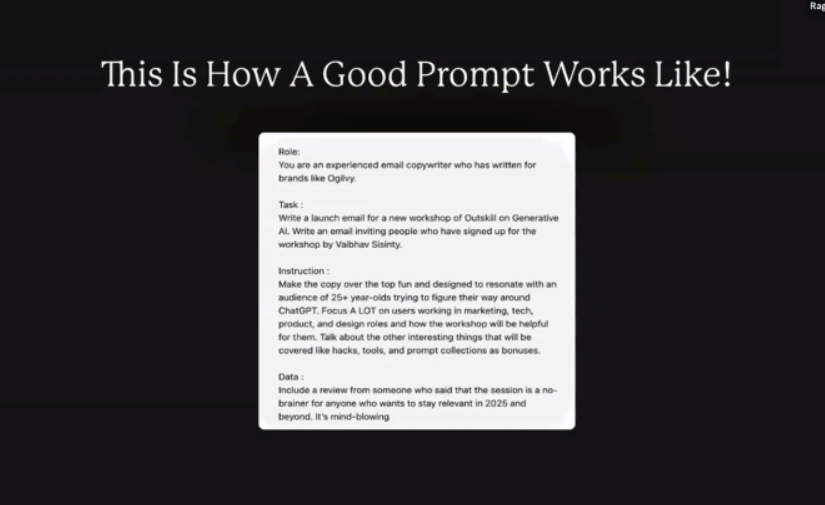 Rag
This Is How A Good Prompt Works Like!
Role:
You are an experienced email copywriter who has written for
brands like Ogilvy.
Task :
Write a launch email for a new workshop of Outskill on Generative
AI. Write an email inviting people who have signed up for the
workshop by Vaibhav Sisinty.
Instruction :
Make the copy over the top fun and designed to resonate with an
audience of 25+ year-olds trying to figure their way around
ChatGPT. Focus A LOT on users working in marketing, tech,
product, and design roles and how the workshop will be helpful
for them. Talk about the other interesting things that will be
covered like hacks, tools, and prompt collections as bonuses.
Data :
Include a review from someone who said that the session is a no-
brainer for anyone who wants to stay relevant in 2025 and
beyond. It's mind-blowing